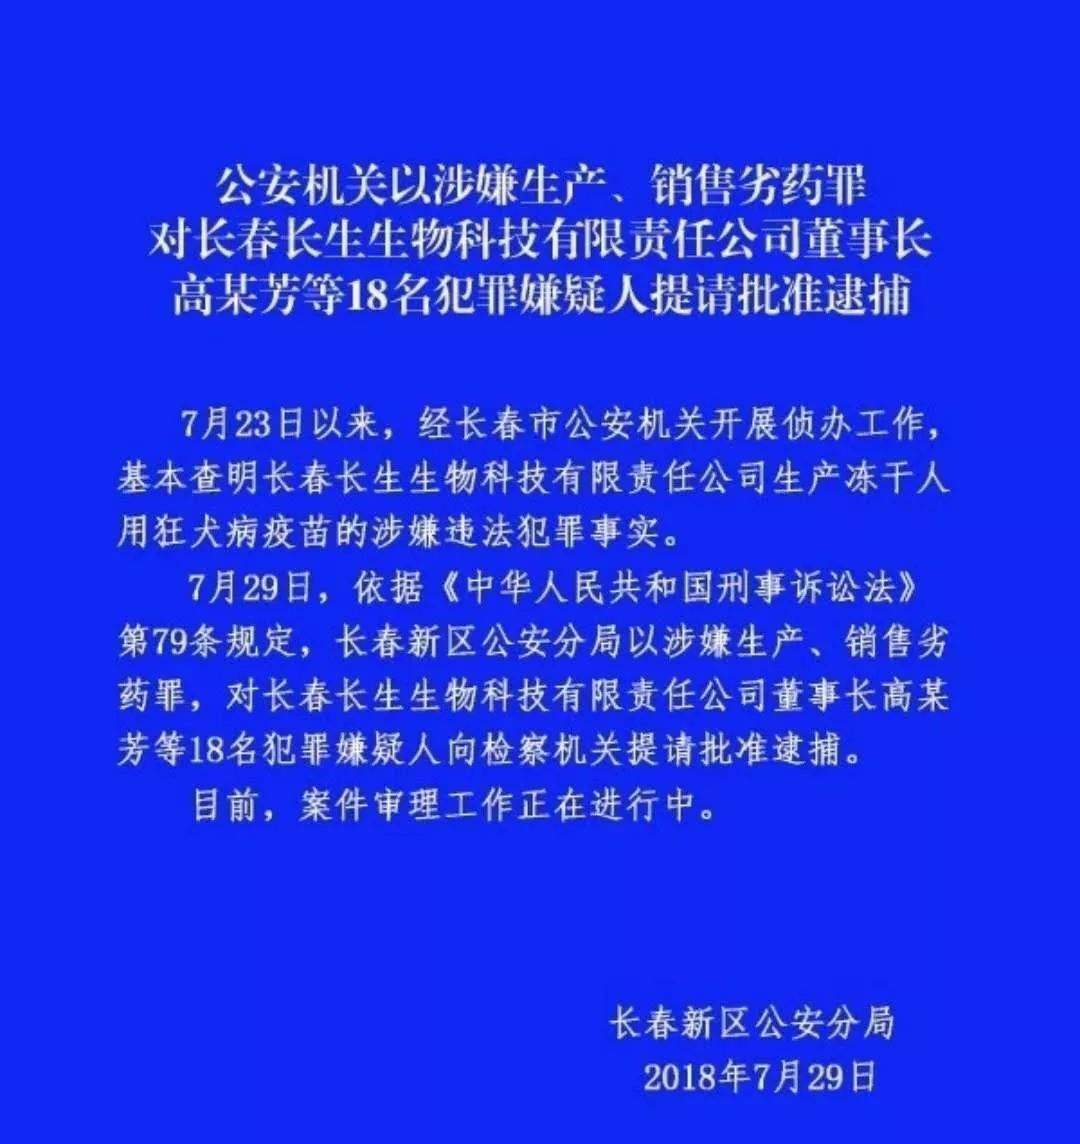 公安机关以涉嫌生产、销售劣药罪
对长春长生生物科技有限责任公司董事长
高某芳等18名犯罪嫌疑人提请批准逮捕
7月23日以来，经长春市公安机关开展侦办工作，
基本查明长春长生生物科技有限责任公司生产冻干人
用狂犬病疫苗的涉嫌违法犯罪事实。
7月29日，依据《中华人民共和国刑事诉讼法》
第79条规定，长春新区公安分局以涉嫌生产、销售劣
药罪，对长春长生生物科技有限责任公司董事长高某
芳等18名犯罪嫌疑人向检察机关提请批准逮捕。
目前，案件审理工作正在进行中。
长春新区公安分局
2018年7月29日